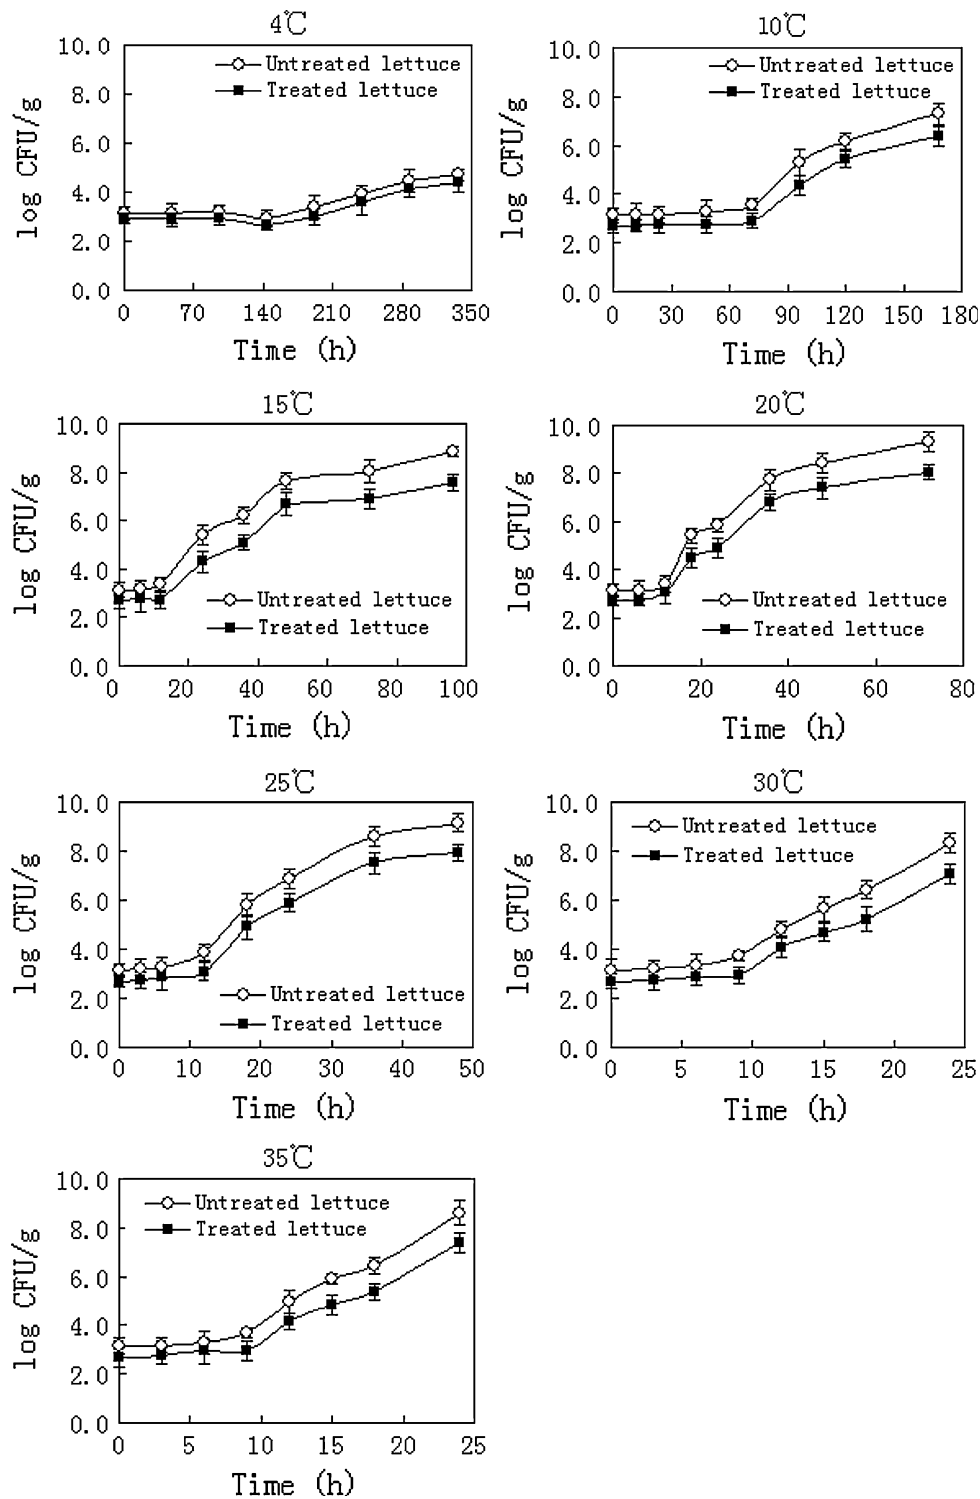 4℃
10.0
8.0
6.0
4.0
2.0
0.0
log CFU/g
Untreated lettuce
Treated lettuce
0 70 140 210 280 350
Time (h)
10℃
10.0
8.0
6.0
4.0
2.0
0.0
log CFU/g
Untreated lettuce
Treated lettuce
0 30 60 90 120 150 180
Time (h)
15℃
10.0
8.0
6.0
4.0
2.0
0.0
log CFU/g
Untreated lettuce
Treated lettuce
0 20 40 60 80 100
Time (h)
20℃
10.0
8.0
6.0
4.0
2.0
0.0
log CFU/g
Untreated lettuce
Treated lettuce
0 20 40 60 80
Time (h)
25℃
10.0
8.0
6.0
4.0
2.0
0.0
log CFU/g
Untreated lettuce
Treated lettuce
0 10 20 30 40 50
Time (h)
30℃
10.0
8.0
6.0
4.0
2.0
0.0
log CFU/g
Untreated lettuce
Treated lettuce
0 5 10 15 20 25
Time (h)
35℃
10.0
8.0
6.0
4.0
2.0
0.0
log CFU/g
Untreated lettuce
Treated lettuce
0 5 10 15 20 25
Time (h)